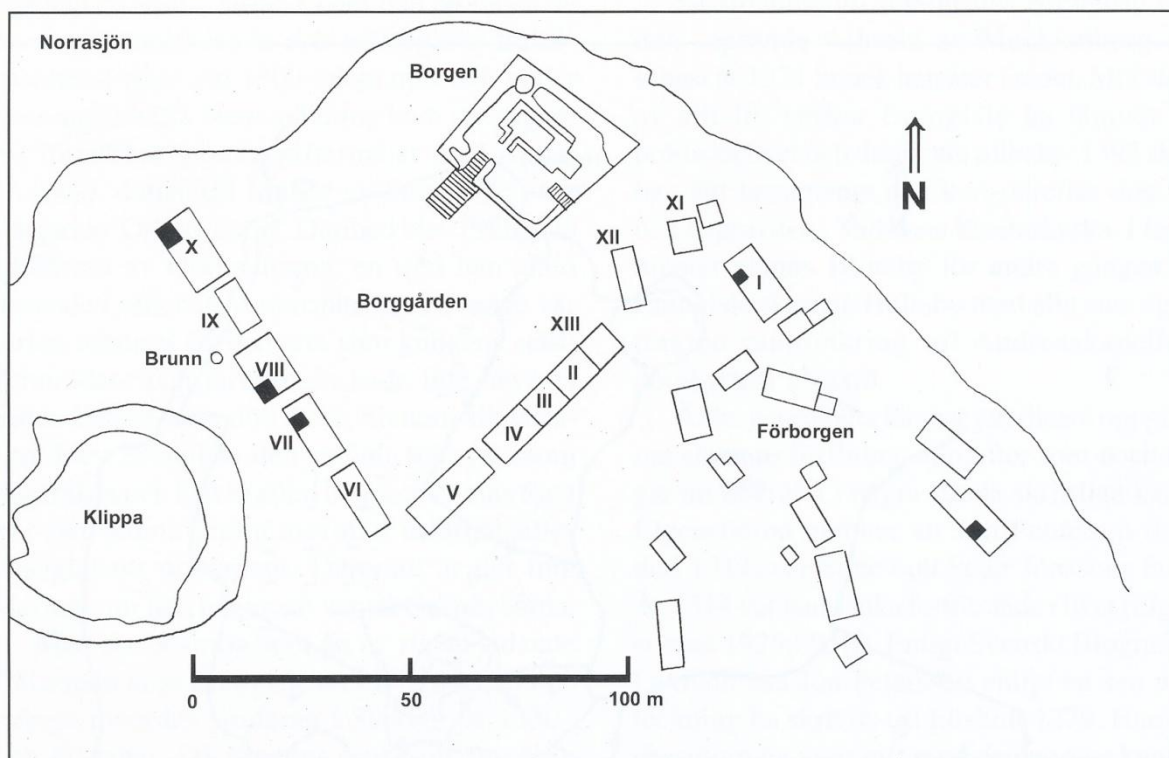 Norrasjön
Borgen
N
XI
X
XII
I
Borggården
IX
XIII
Brunn
VIII
II
III
VII
IV
Förborgen
VI
V
Klippa
0 50 100 m